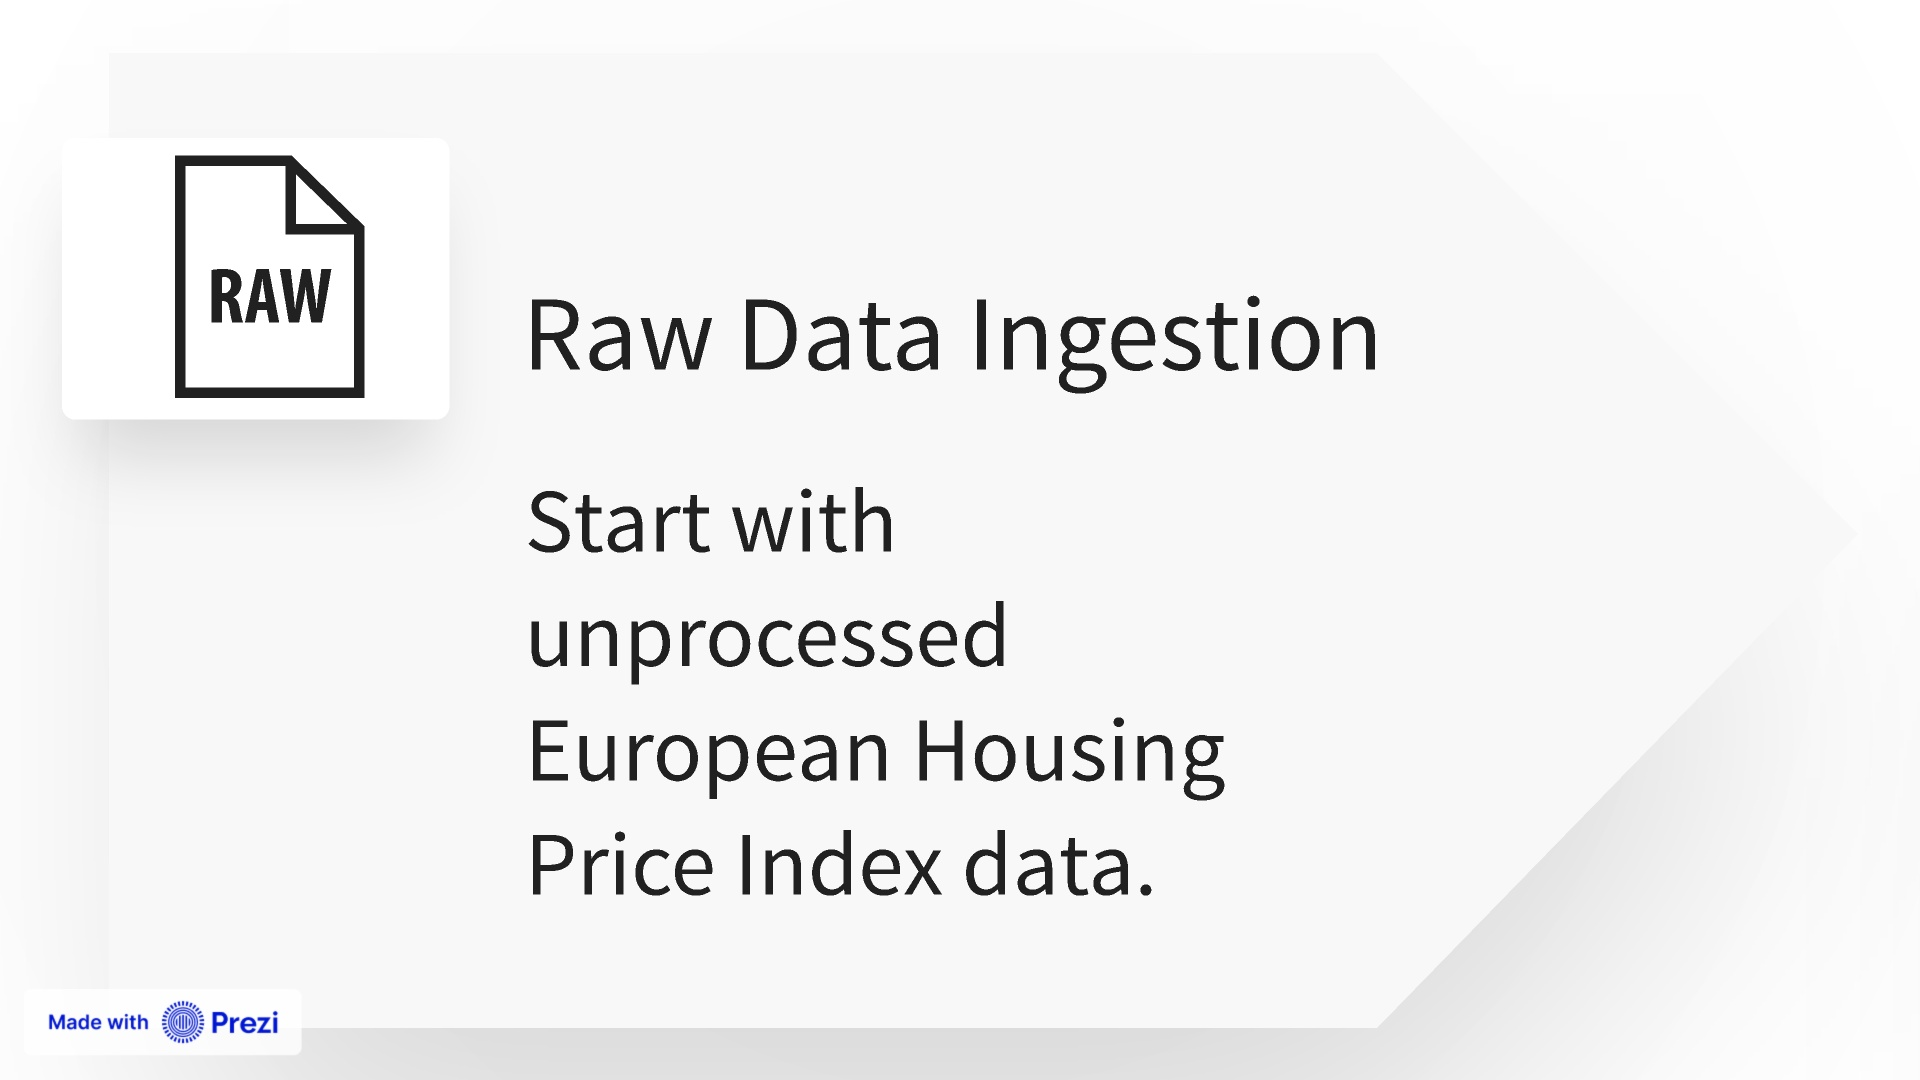 RAW
Raw Data Ingestion
Start with
unprocessed
European Housing
Price Index data.
Made with Prezi